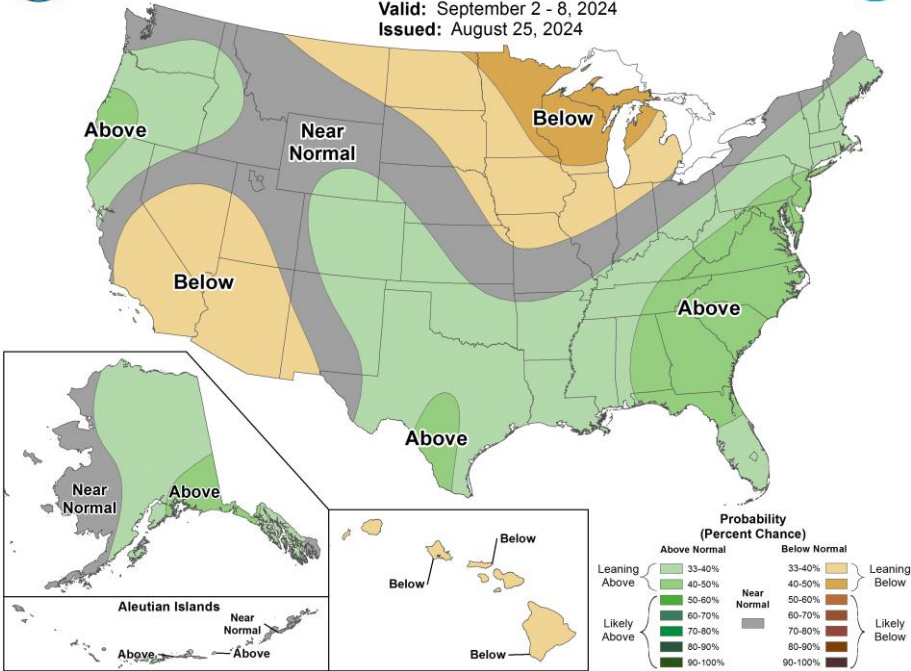 Valid: September 2 - 8, 2024
Issued: August 25, 2024
Above
Near
Normal
Below
Below
Above
Above
Near
Normal
Above
Below
Below
Below
Aleutian Islands
Near
Normal
Above
Above
Probability
(Percent Chance)
Above Normal
Below Normal
Leaning
Above
33-40%
40-50%
Likely
Above
50-60%
60-70%
70-80%
80-90%
90-100%
Near
Normal
33-40%
40-50%
Leaning
Below
50-60%
60-70%
70-80%
80-90%
90-100%
Likely
Below